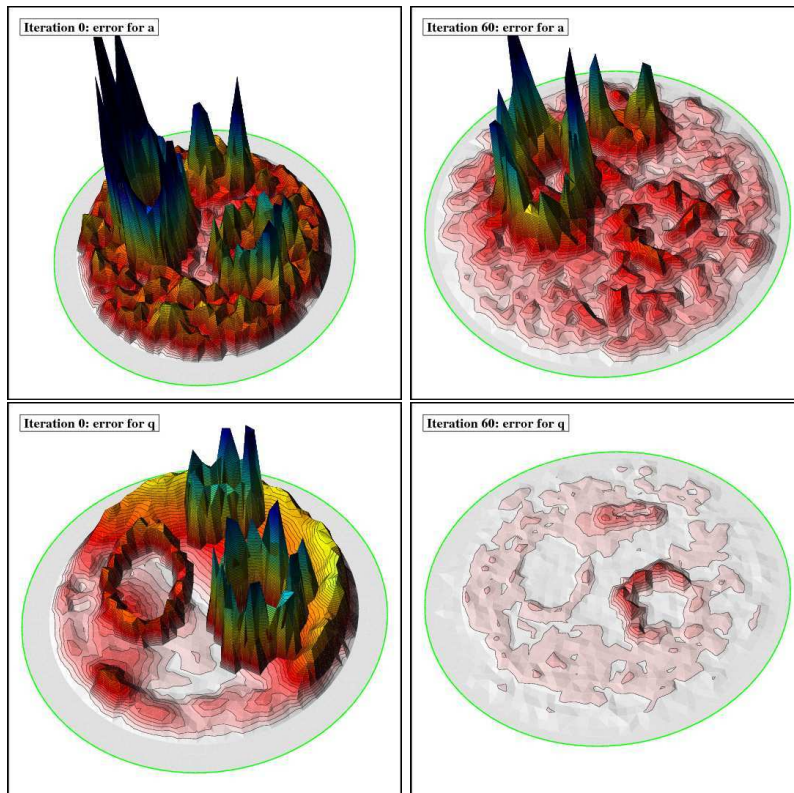 Iteration 0: error for a
Iteration 60: error for a
Iteration 0: error for q
Iteration 60: error for q